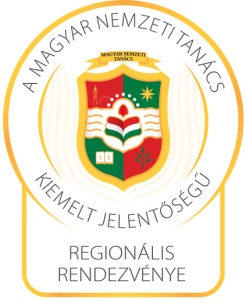 A MAGYAR NEMZETI TANÁCS
MAGYAR NEMZETI
TANÁCS
KIEMELT JELENTŐSÉGŰ
REGIONÁLIS
RENDEZVÉNYE